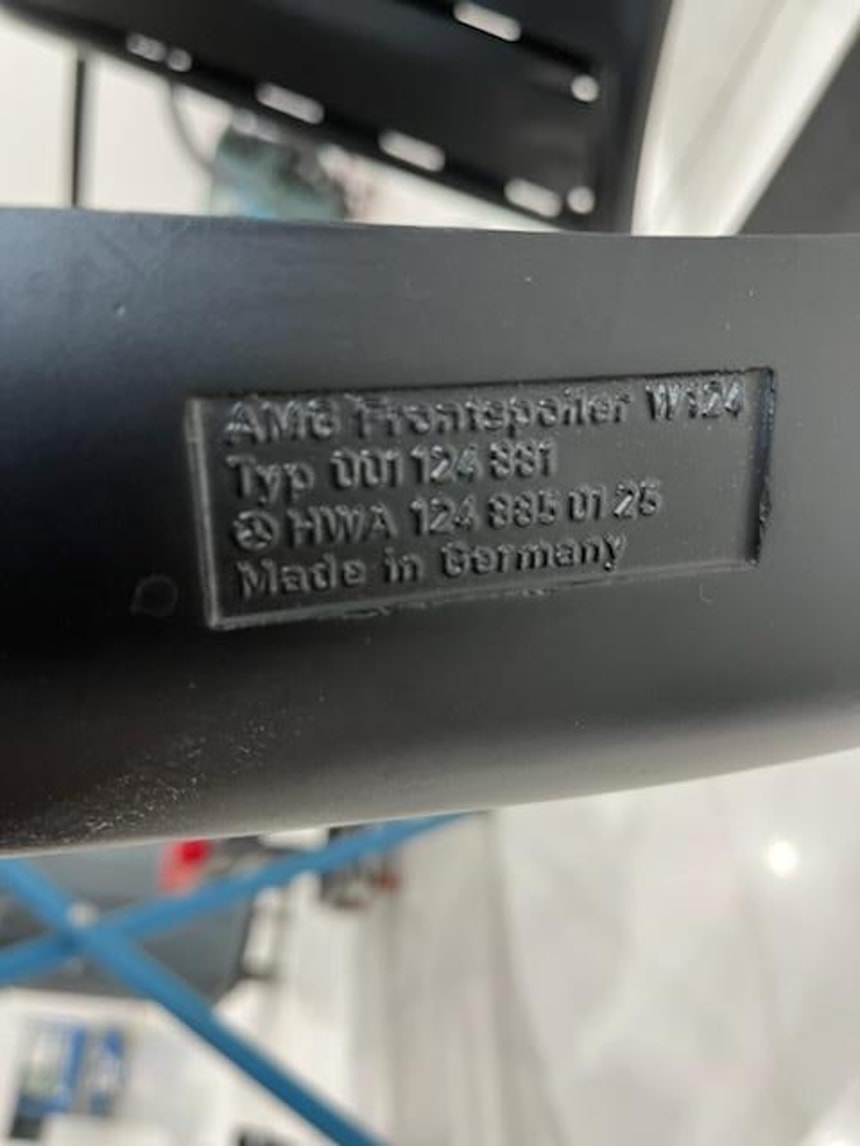 AMG Frontspoiler W124
Typ 001 124 881
HWA 124 885 01 25
Made in Germany